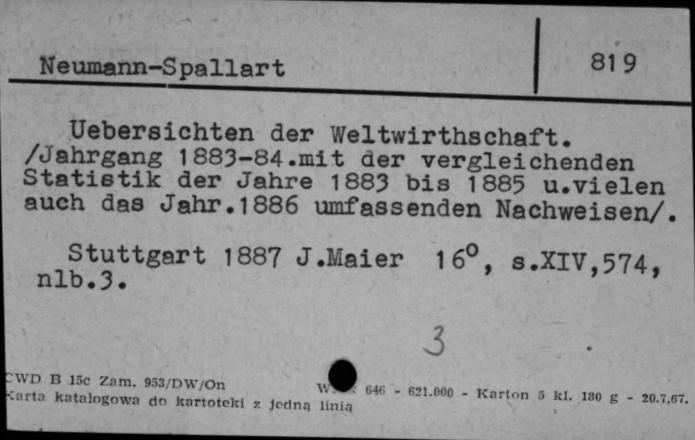 Neumann-Spallart
819
Uebersichten der Weltwirthschaft.
/Jahrgang 1883-84.mit der vergleichenden
Statistik der Jahre 1883 bis 1885 u.vielen
auch das Jahr.1886 umfassenden Nachweisen/.
Stuttgart 1887 J.Maier 16⁰, s.XIV,574,
nlb.3.
3
CWD B 15c Zam. 953/DW/On
646 - 621.000 - Karton 5 kl. 180 g - 20.7.67.
Karta katalogowa do kartoteki z jedną linią